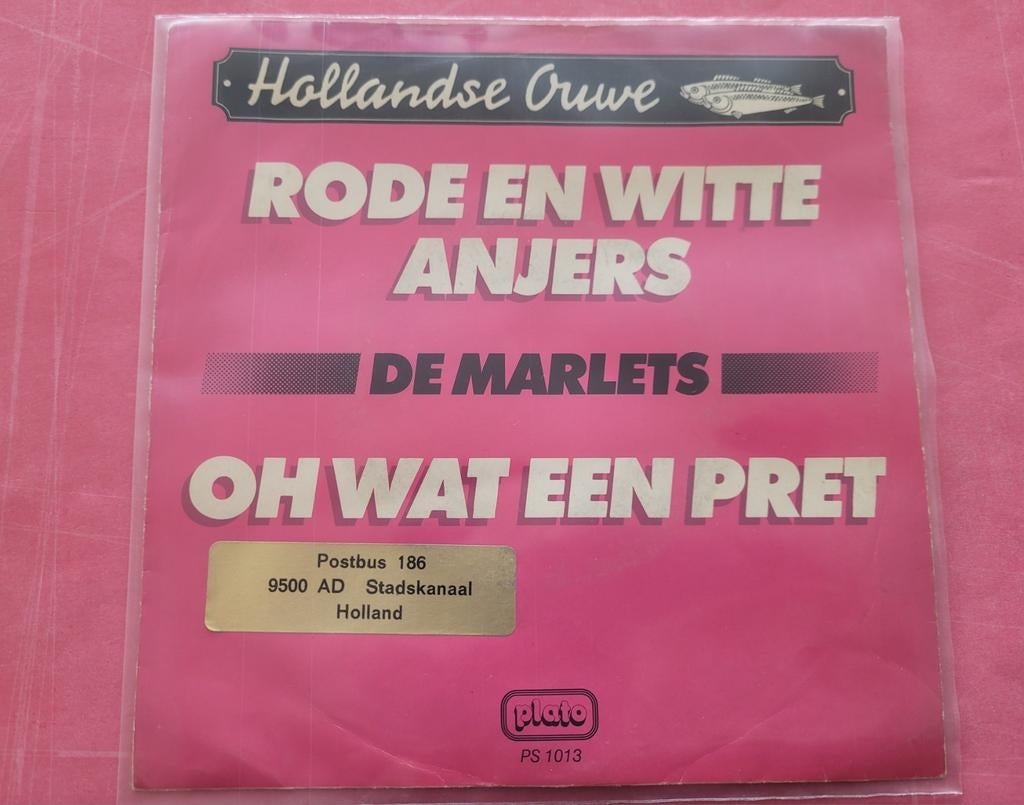 Hollandse Ouwe
RODE EN WITTE
ANJERS
DE MARLETS
OH WAT EEN PRET
Postbus 186
9500 AD Stadskanaal
Holland
plato
PS 1013